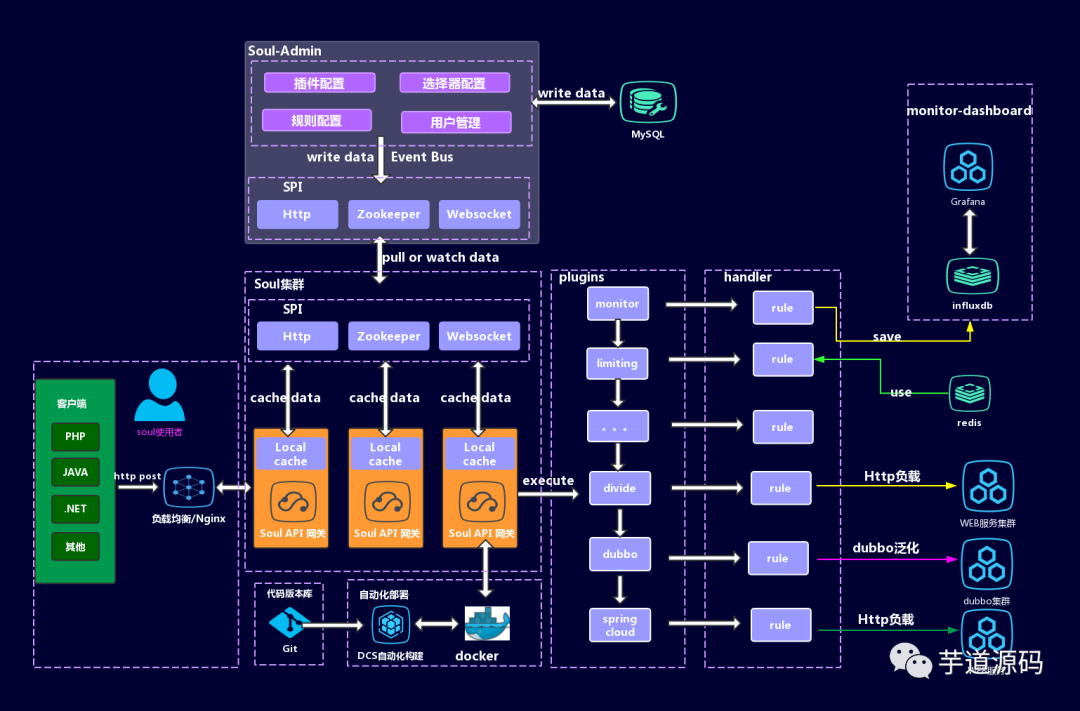 Soul-Admin
插件配置
选择器配置
规则配置
用户管理
write data
MySQL
write data
Event Bus
SPI
Http
Zookeeper
Websocket
pull or watch data
Soul集群
SPI
Http
Zookeeper
Websocket
cache data
cache data
cache data
Local
cache
Local
cache
Local
cache
Soul API 网关
Soul API 网关
Soul API 网关
execute
客户端
PHP
JAVA
.NET
其他
soul使用者
http post
负载均衡/Nginx
代码版本库
Git
自动化部署
DCS自动化构建
docker
plugins
monitor
limiting
. . .
divide
dubbo
spring
cloud
handler
rule
rule
rule
rule
rule
rule
save
use
Http负载
dubbo泛化
Http负载
monitor-dashboard
Grafana
influxdb
redis
WEB服务集群
dubbo集群
芋道源码